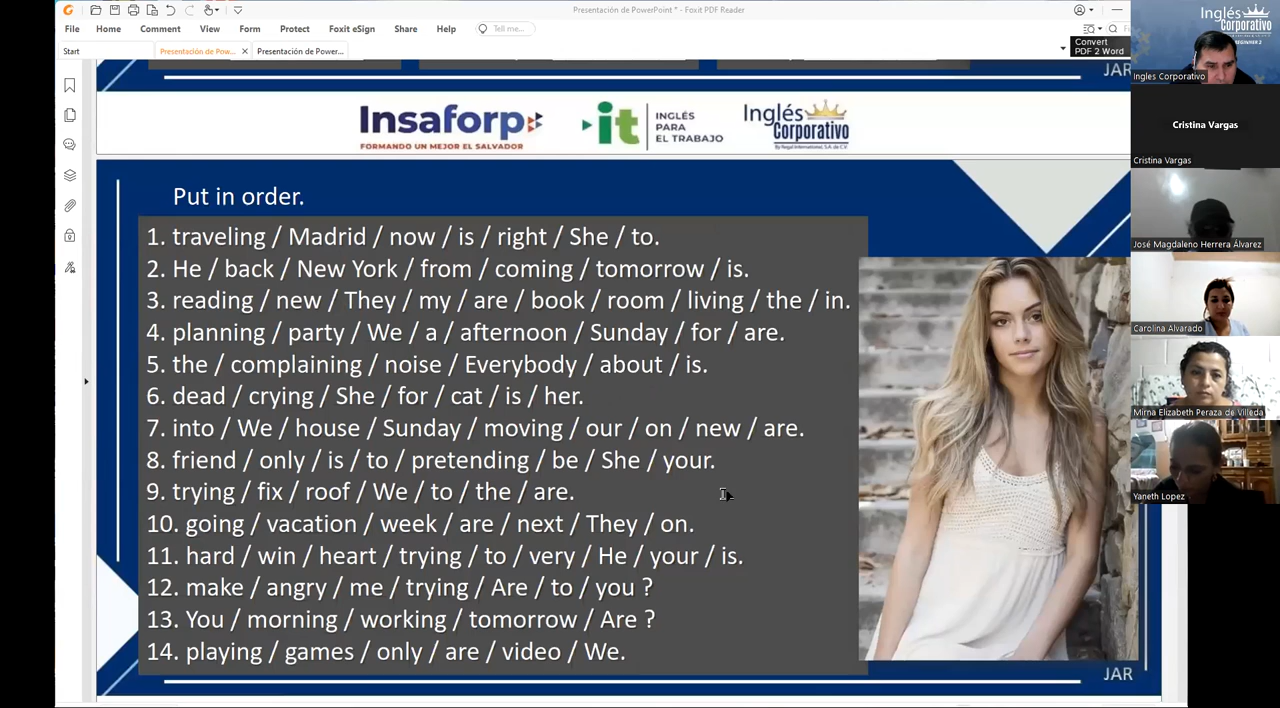 Presentación de PowerPoint * - Foxit PDF Reader
File Home Comment View Form Protect Foxit eSign Share Help Tell me...
Start Presentación de Pow... Presentación de Power...
Convert
PDF 2 Word
JAR
Insaforp
FORMANDO UN MEJOR EL SALVADOR
it
INGLÉS
PARA
EL TRABAJO
Inglés
Corporativo
Put in order.
1. traveling / Madrid / now / is / right / She / to.
2. He / back / New York / from / coming / tomorrow / is.
3. reading / new / They / my / are / book / room / living / the / in.
4. planning / party / We / a / afternoon / Sunday / for / are.
5. the / complaining / noise / Everybody / about / is.
6. dead / crying / She / for / cat / is / her.
7. into / We / house / Sunday / moving / our / on / new / are.
8. friend / only / is / to / pretending / be / She / your.
9. trying / fix / roof / We / to / the / are.
10. going / vacation / week / are / next / They / on.
11. hard / win / heart / trying / to / very / He / your / is.
12. make / angry / me / trying / Are / to / you ?
13. You / morning / working / tomorrow / Are ?
14. playing / games / only / are / video / We.
JAR
Inglés
Corporativo
BEGINNER 2
Ingles Corporativo
Cristina Vargas
Cristina Vargas
José Magdaleno Herrera Álvarez
Carolina Alvarado
Mirna Elizabeth Peraza de Villeda
Yaneth Lopez